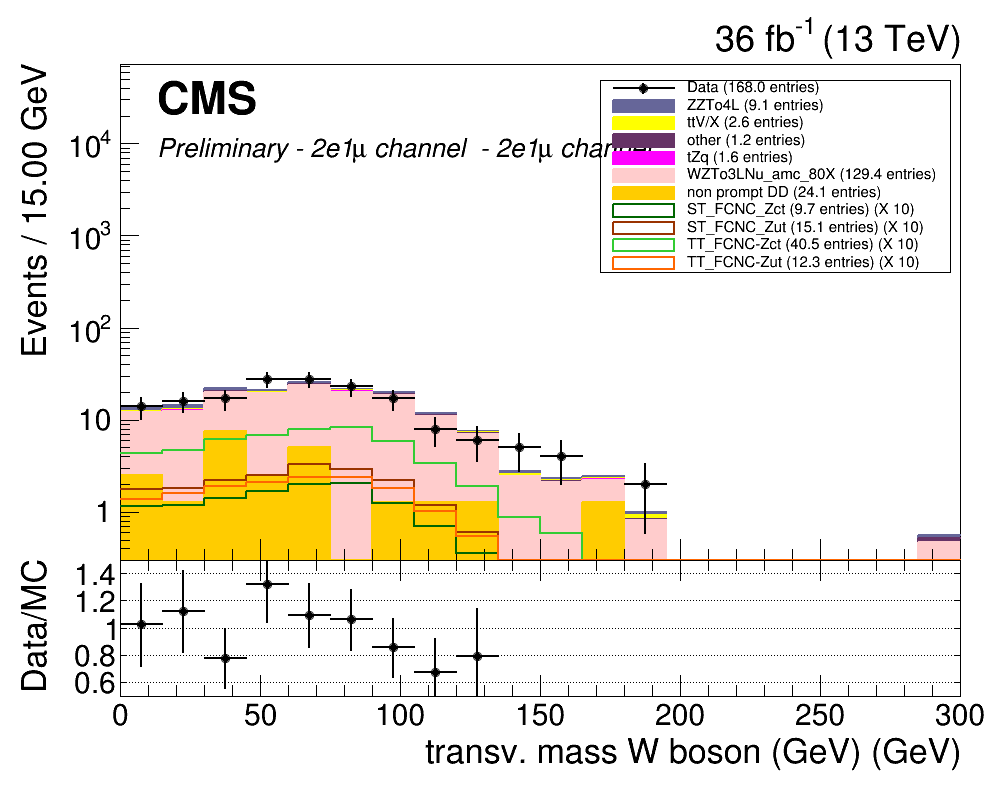 36 fb-1 (13 TeV)
CMS
Preliminary - 2e1μ channel - 2e1μ channel
Data (168.0 entries)
ZZTo4L (9.1 entries)
ttV/X (2.6 entries)
other (1.2 entries)
tZq (1.6 entries)
WZTo3LNu_amc_80X (129.4 entries)
non prompt DD (24.1 entries)
ST_FCNC_Zct (9.7 entries) (X 10)
ST_FCNC_Zut (15.1 entries) (X 10)
TT_FCNC-Zct (40.5 entries) (X 10)
TT_FCNC-Zut (12.3 entries) (X 10)
Events / 15.00 GeV
10^4
10^3
10^2
10
1
Data/MC
1.4
1.2
1
0.8
0.6
0 50 100 150 200 250 300
transv. mass W boson (GeV) (GeV)